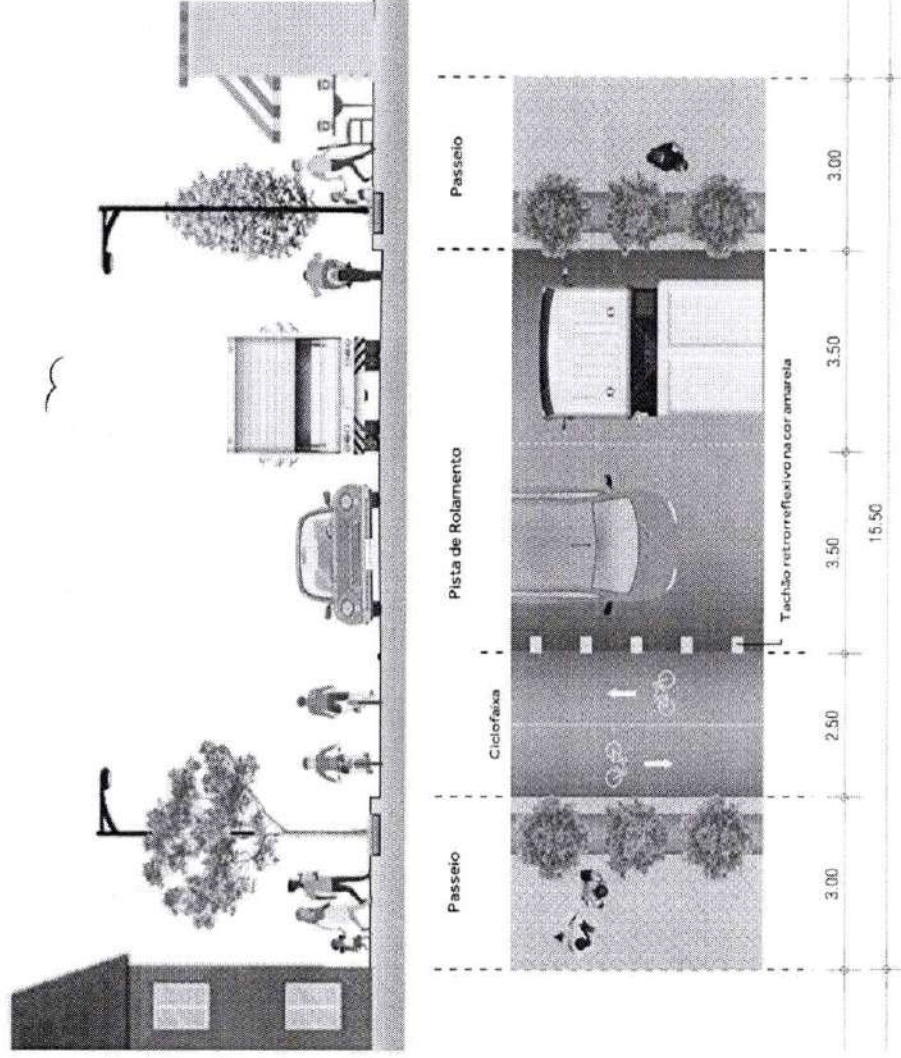 Passeio
Ciclofaixa
Pista de Rolamento
Passeio
Tachão retrorreflexivo na cor amarela
3.00
2.50
3.50
3.50
3.00
15.50